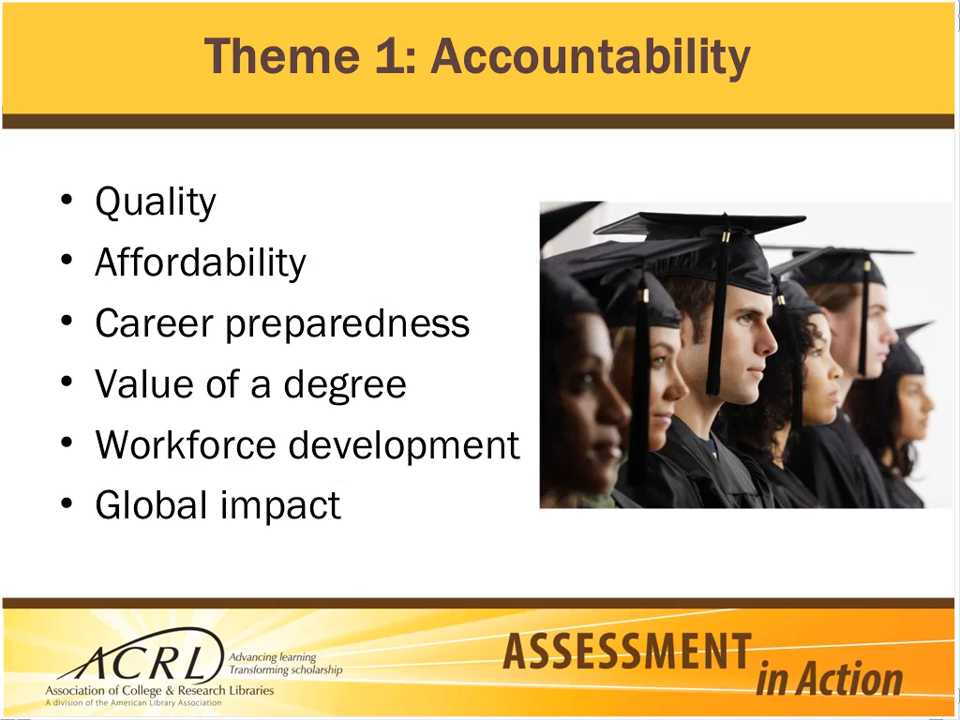 Theme 1: Accountability
• Quality
• Affordability
• Career preparedness
• Value of a degree
• Workforce development
• Global impact
ACRL
Advancing learning
Transforming scholarship
Association of College & Research Libraries
A division of the American Library Association
ASSESSMENT
in Action